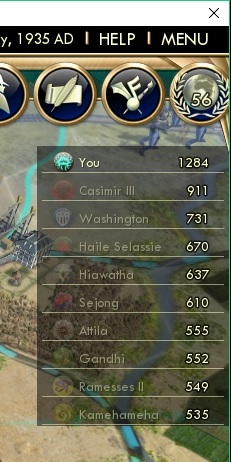 y, 1935 AD | HELP | MENU
56
You 1284
Casimir III 911
Washington 731
Haile Selassie 670
Hiawatha 637
Sejong 610
Attila 555
Gandhi 552
Ramesses II 549
Kamehameha 535